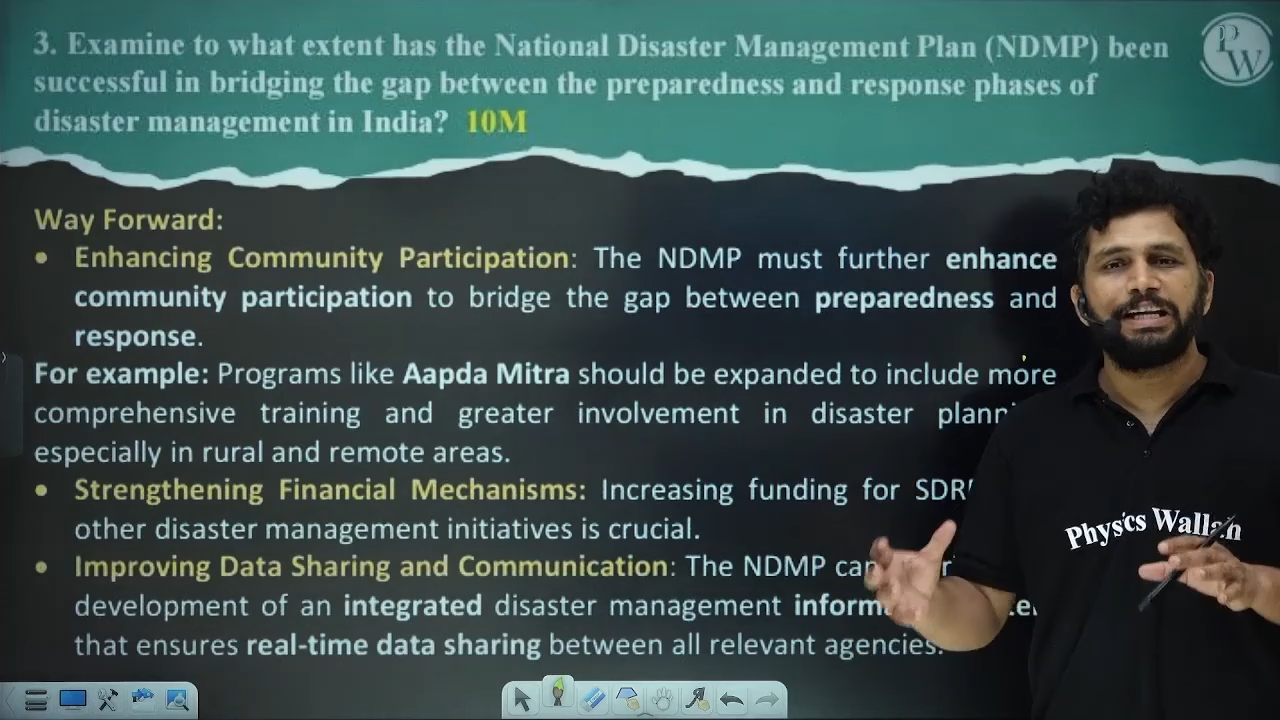 3. Examine to what extent has the National Disaster Management Plan (NDMP) been
successful in bridging the gap between the preparedness and response phases of
disaster management in India? 10M
PW
Way Forward:
• Enhancing Community Participation: The NDMP must further enhance
community participation to bridge the gap between preparedness and
response.
For example: Programs like Aapda Mitra should be expanded to include more
comprehensive training and greater involvement in disaster
especially in rural and remote areas.
• Strengthening Financial Mechanisms: Increasing funding for
other disaster management initiatives is crucial.
• Improving Data Sharing and Communication: The NDMP can
development of an integrated disaster management
that ensures real-time data sharing between all relevant agencies.
Physics Wallah